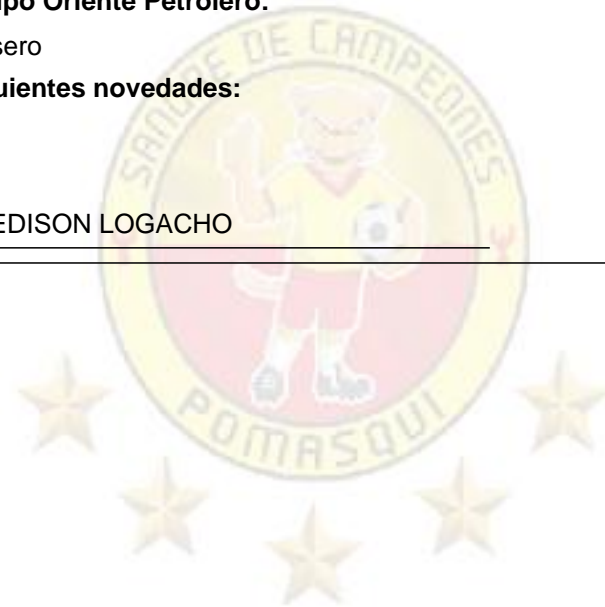 po Oriente Petrolero:
sero
uientes novedades:
EDISON LOGACHO
SANGRE DE CAMPEONES
POMASQUI